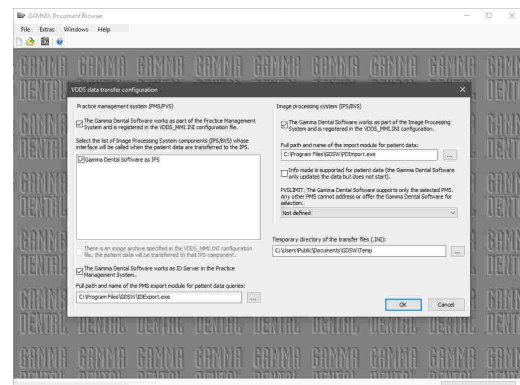 GAMMA Document Browser
File Extras Windows Help
VDDS data transfer configuration
Practice management system (PMS/PVS)
The Gamma Dental Software works as part of the Practice Management
System and is registered in the VDDS_MMI.INI configuration file.
Select the list of Image Processing System components (IPS/BVS) whose
interface will be called when the patient data are transferred to the IPS.
Gamma Dental Software as IPS
There is an image archive specified in the VDDS_MMI.INI configuration
file, the patient data will be transferred to that IPS component.
The Gamma Dental Software works as ID Server in the Practice
Management System.
Full path and name of the PMS export module for patient data queries:
C:\Program Files\GDSW\IDExport.exe
...
Image processing system (IPS/BVS)
The Gamma Dental Software works as part of the Image Processing
System and is registered in the VDDS_MMI.INI configuration.
Full path and name of the import module for patient data:
C:\Program Files\GDSW\PDImport.exe
...
Info mode is supported for patient data (the Gamma Dental Software
only updates the data but does not start).
PVSLIMIT: The Gamma Dental Software supports only the selected PMS.
Any other PMS cannot address or offer the Gamma Dental Software for
selection.
Not defined
Temporary directory of the transfer files (.INI):
C:\Users\Public\Documents\GDSW\Temp
...
OK Cancel
GAMMA DENTAL